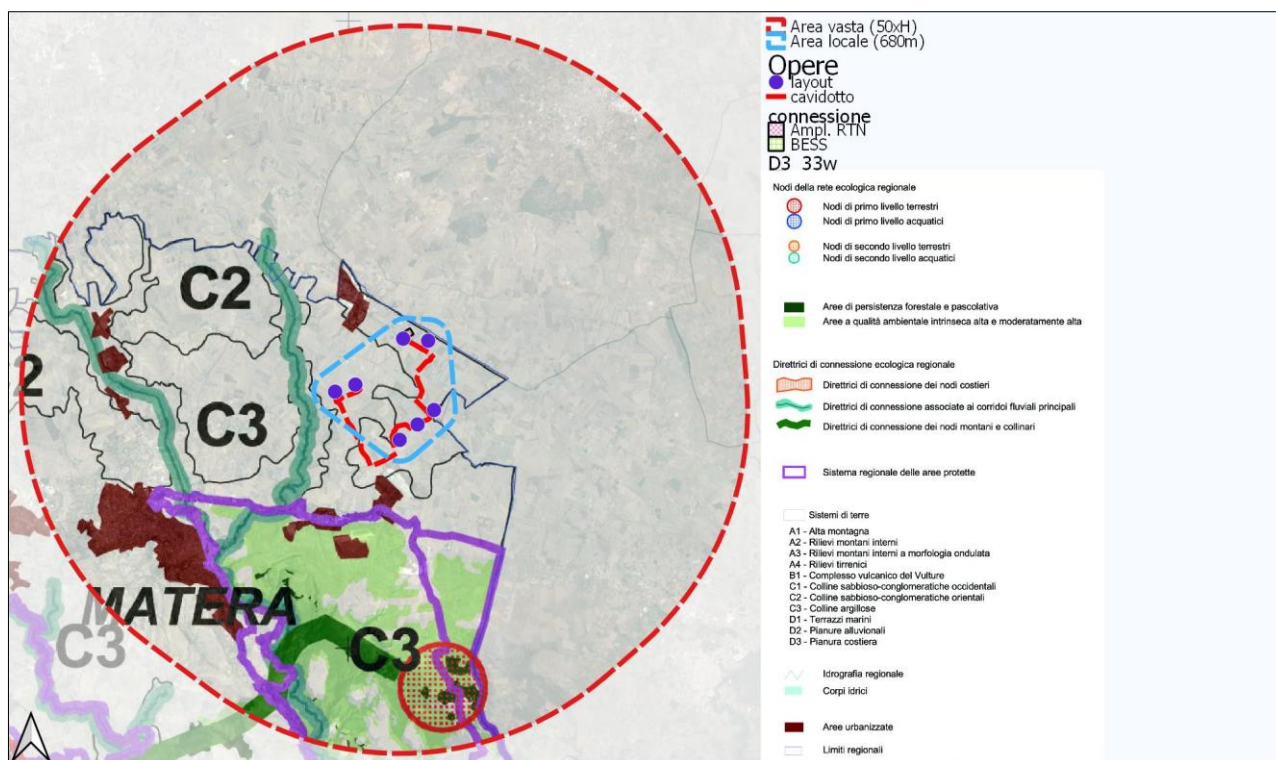 Area vasta (50xH)
Area locale (680m)
Opere
layout
cavidotto
connessione
Ampl. RTN
BESS
D3 33w
Nodi della rete ecologica regionale
Nodi di primo livello terrestri
Nodi di primo livello acquatici
Nodi di secondo livello terrestri
Nodi di secondo livello acquatici
Aree di persistenza forestale e pascolativa
Aree a qualità ambientale intrinseca alta e moderatamente alta
Direttrici di connessione ecologica regionale
Direttrici di connessione dei nodi costieri
Direttrici di connessione associate ai corridoi fluviali principali
Direttrici di connessione dei nodi montani e collinari
Sistema regionale delle aree protette
Sistemi di terre
A1 - Alta montagna
A2 - Rilievi montani interni
A3 - Rilievi montani interni a morfologia ondulata
A4 - Rilievi tirrenici
B1 - Complesso vulcanico del Vulture
C1 - Colline sabbioso-conglomeratiche occidentali
C2 - Colline sabbioso-conglomeratiche orientali
C3 - Colline argillose
D1 - Terrazzi marini
D2 - Pianure alluvionali
D3 - Pianura costiera
Idrografia regionale
Corpi idrici
Aree urbanizzate
Limiti regionali
C2
2
C3
MATERA
C3
C3